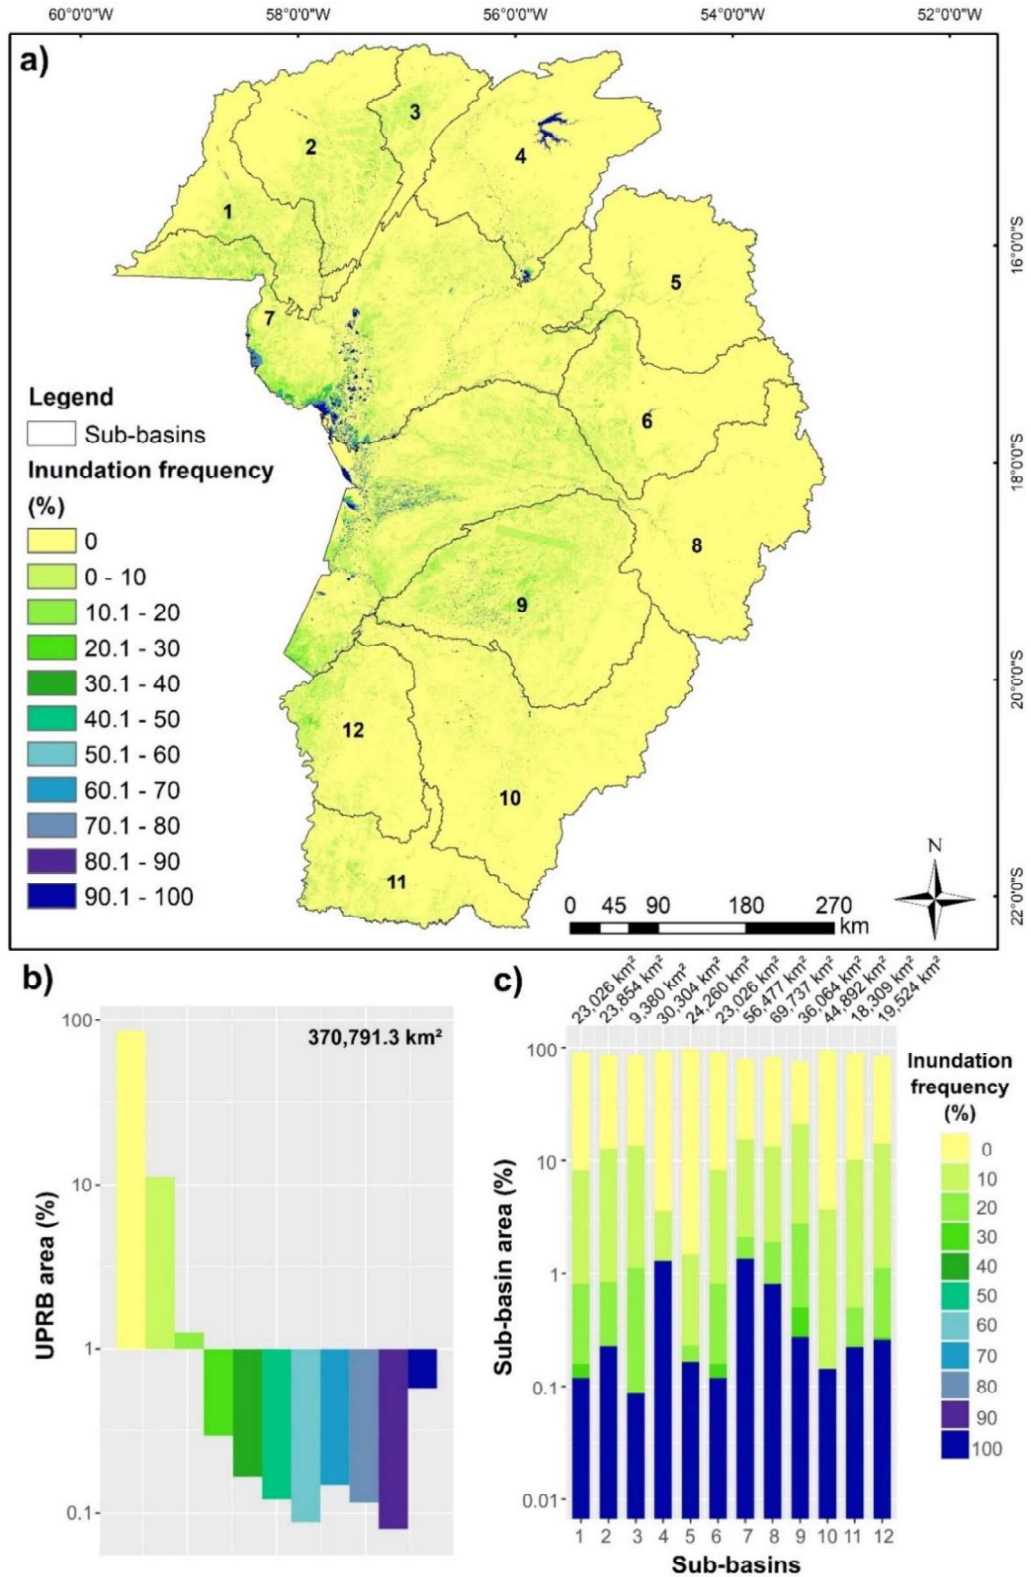 60°0'0"W 58°0'0"W 56°0'0"W 54°0'0"W 52°0'0"W
a)
3
2
4
1
16°0'0"S
5
7
Legend
Sub-basins
6
Inundation frequency
(%)
18°0'0"S
0
8
0 - 10
10.1 - 20
9
20.1 - 30
30.1 - 40
20°0'0"S
40.1 - 50
12
50.1 - 60
60.1 - 70
10
70.1 - 80
N
80.1 - 90
11
90.1 - 100
22°0'0"S
0 45 90 180 270
km
b)
100
370,791.3 km²
10
1
0.1
UPRB area (%)
c)
23,026 km²
23,854 km²
9,380 km²
30,304 km²
24,260 km²
23,026 km²
56,477 km²
69,737 km²
36,064 km²
44,892 km²
18,309 km²
19,524 km²
100
10
1
0.1
0.01
Sub-basin area (%)
1 2 3 4 5 6 7 8 9 10 11 12
Sub-basins
Inundation
frequency
(%)
0
10
20
30
40
50
60
70
80
90
100